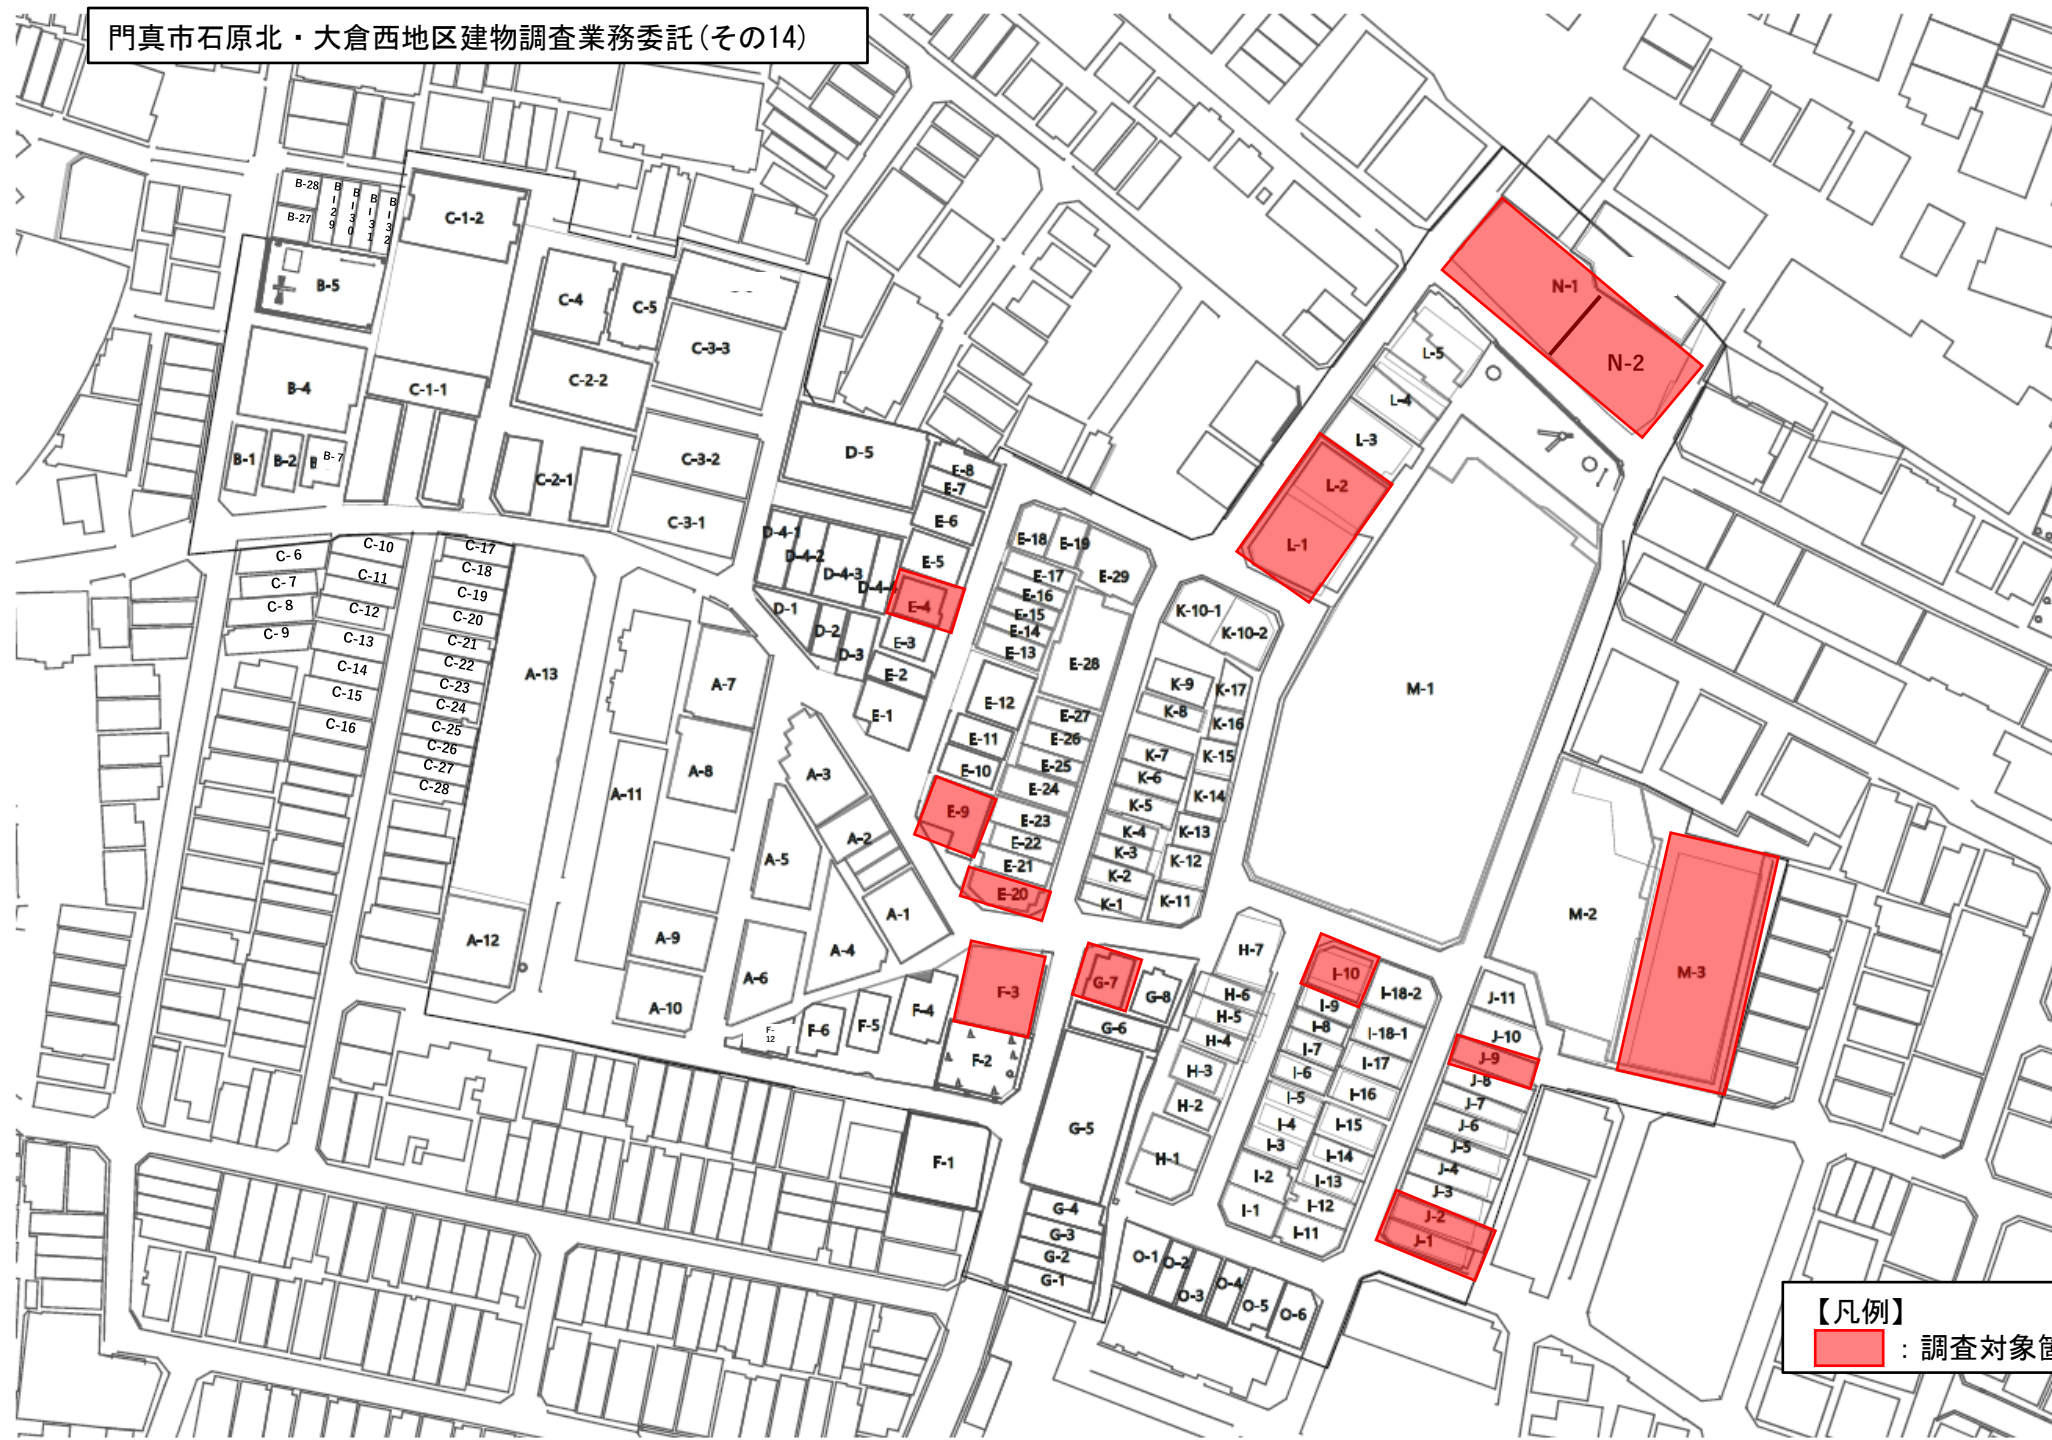 門真市石原北・大倉西地区建物調査業務委託(その14)
B-28
B-27
B-29
B-30
B-31
B-32
C-1-2
B-5
C-4
C-5
C-3-3
B-4
C-1-1
C-2-2
B-1
B-2
B-7
C-2-1
C-3-2
C-3-1
D-5
E-8
E-7
E-6
E-5
E-4
E-3
E-2
E-1
D-4-1
D-4-2
D-4-3
D-4-4
D-1
D-2
D-3
C-6
C-7
C-8
C-9
C-10
C-11
C-12
C-13
C-14
C-15
C-16
C-17
C-18
C-19
C-20
C-21
C-22
C-23
C-24
C-25
C-26
C-27
C-28
A-13
A-12
A-11
A-7
A-8
A-9
A-10
A-3
A-2
A-1
A-5
A-4
A-6
E-18
E-19
E-29
E-17
E-16
E-15
E-14
E-13
E-28
E-12
E-11
E-10
E-9
E-27
E-26
E-25
E-24
E-23
E-22
E-21
E-20
K-10-1
K-10-2
K-9
K-8
K-7
K-6
K-5
K-4
K-3
K-2
K-1
K-17
K-16
K-15
K-14
K-13
K-12
K-11
N-1
N-2
L-5
L-4
L-3
L-2
L-1
M-1
M-2
M-3
F-12
F-6
F-5
F-4
F-3
F-2
F-1
G-7
G-8
G-6
G-5
G-4
G-3
G-2
G-1
H-7
H-6
H-5
H-4
H-3
H-2
H-1
I-10
I-9
I-8
I-7
I-6
I-5
I-4
I-3
I-2
I-1
I-18-2
I-18-1
I-17
I-16
I-15
I-14
I-13
I-12
I-11
J-11
J-10
J-9
J-8
J-7
J-6
J-5
J-4
J-3
J-2
J-1
O-1
O-2
O-3
O-4
O-5
O-6
【凡例】
：調査対象箇